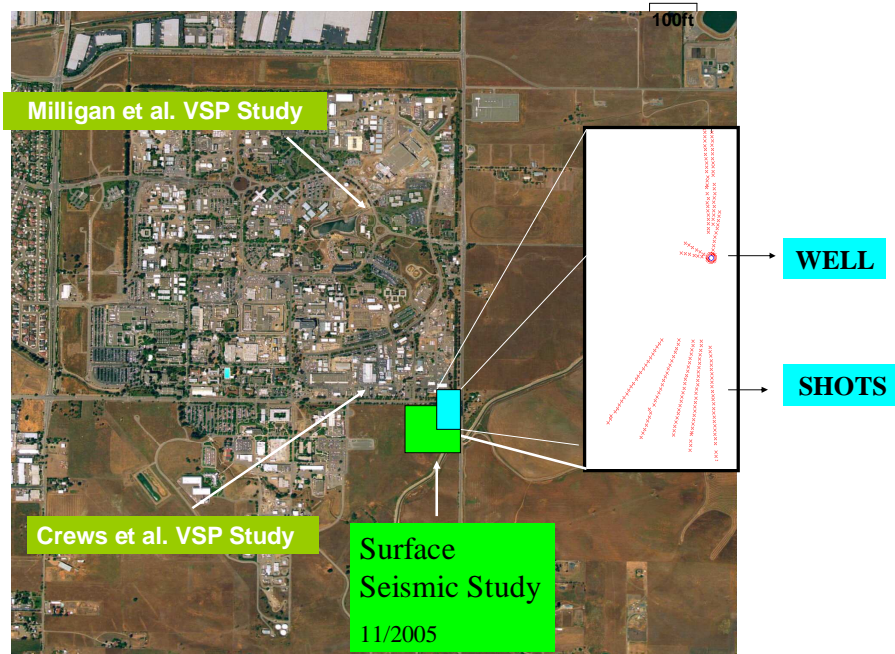 100ft
Milligan et al. VSP Study
WELL
SHOTS
Crews et al. VSP Study
Surface
Seismic Study
11/2005